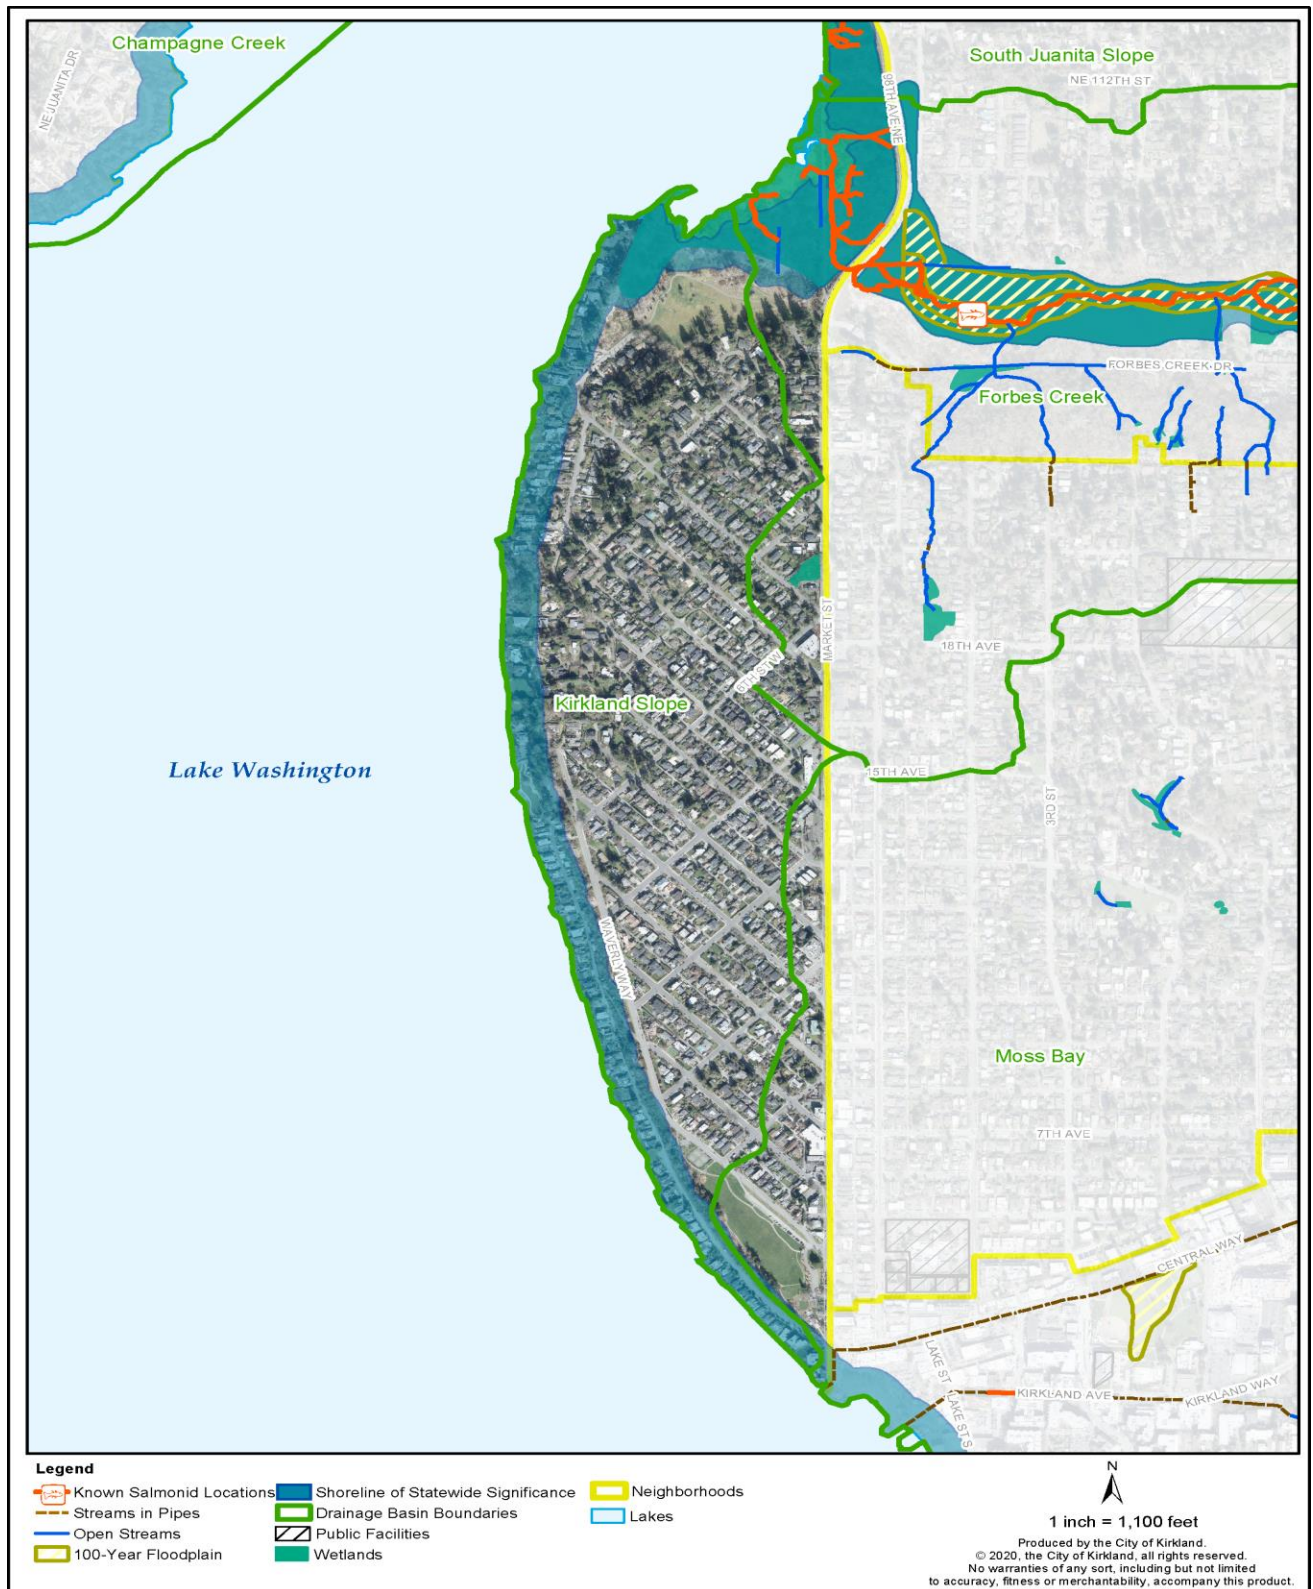 Champagne Creek
South Juanita Slope
NE JUANITA DR
NE 112TH ST
98TH AVE NE
FORBES CREEK DR
Forbes Creek
MARKET ST
18TH AVE
6TH ST W
Kirkland Slope
Lake Washington
15TH AVE
3RD ST
WAVERLY WAY
Moss Bay
7TH AVE
CENTRAL WAY
LAKE ST
LAKE ST S
KIRKLAND AVE
KIRKLAND WAY
Legend
Known Salmonid Locations
Streams in Pipes
Open Streams
100-Year Floodplain
Shoreline of Statewide Significance
Drainage Basin Boundaries
Public Facilities
Wetlands
Neighborhoods
Lakes
N
1 inch = 1,100 feet
Produced by the City of Kirkland.
© 2020, the City of Kirkland, all rights reserved.
No warranties of any sort, including but not limited
to accuracy, fitness or merchantability, accompany this product.